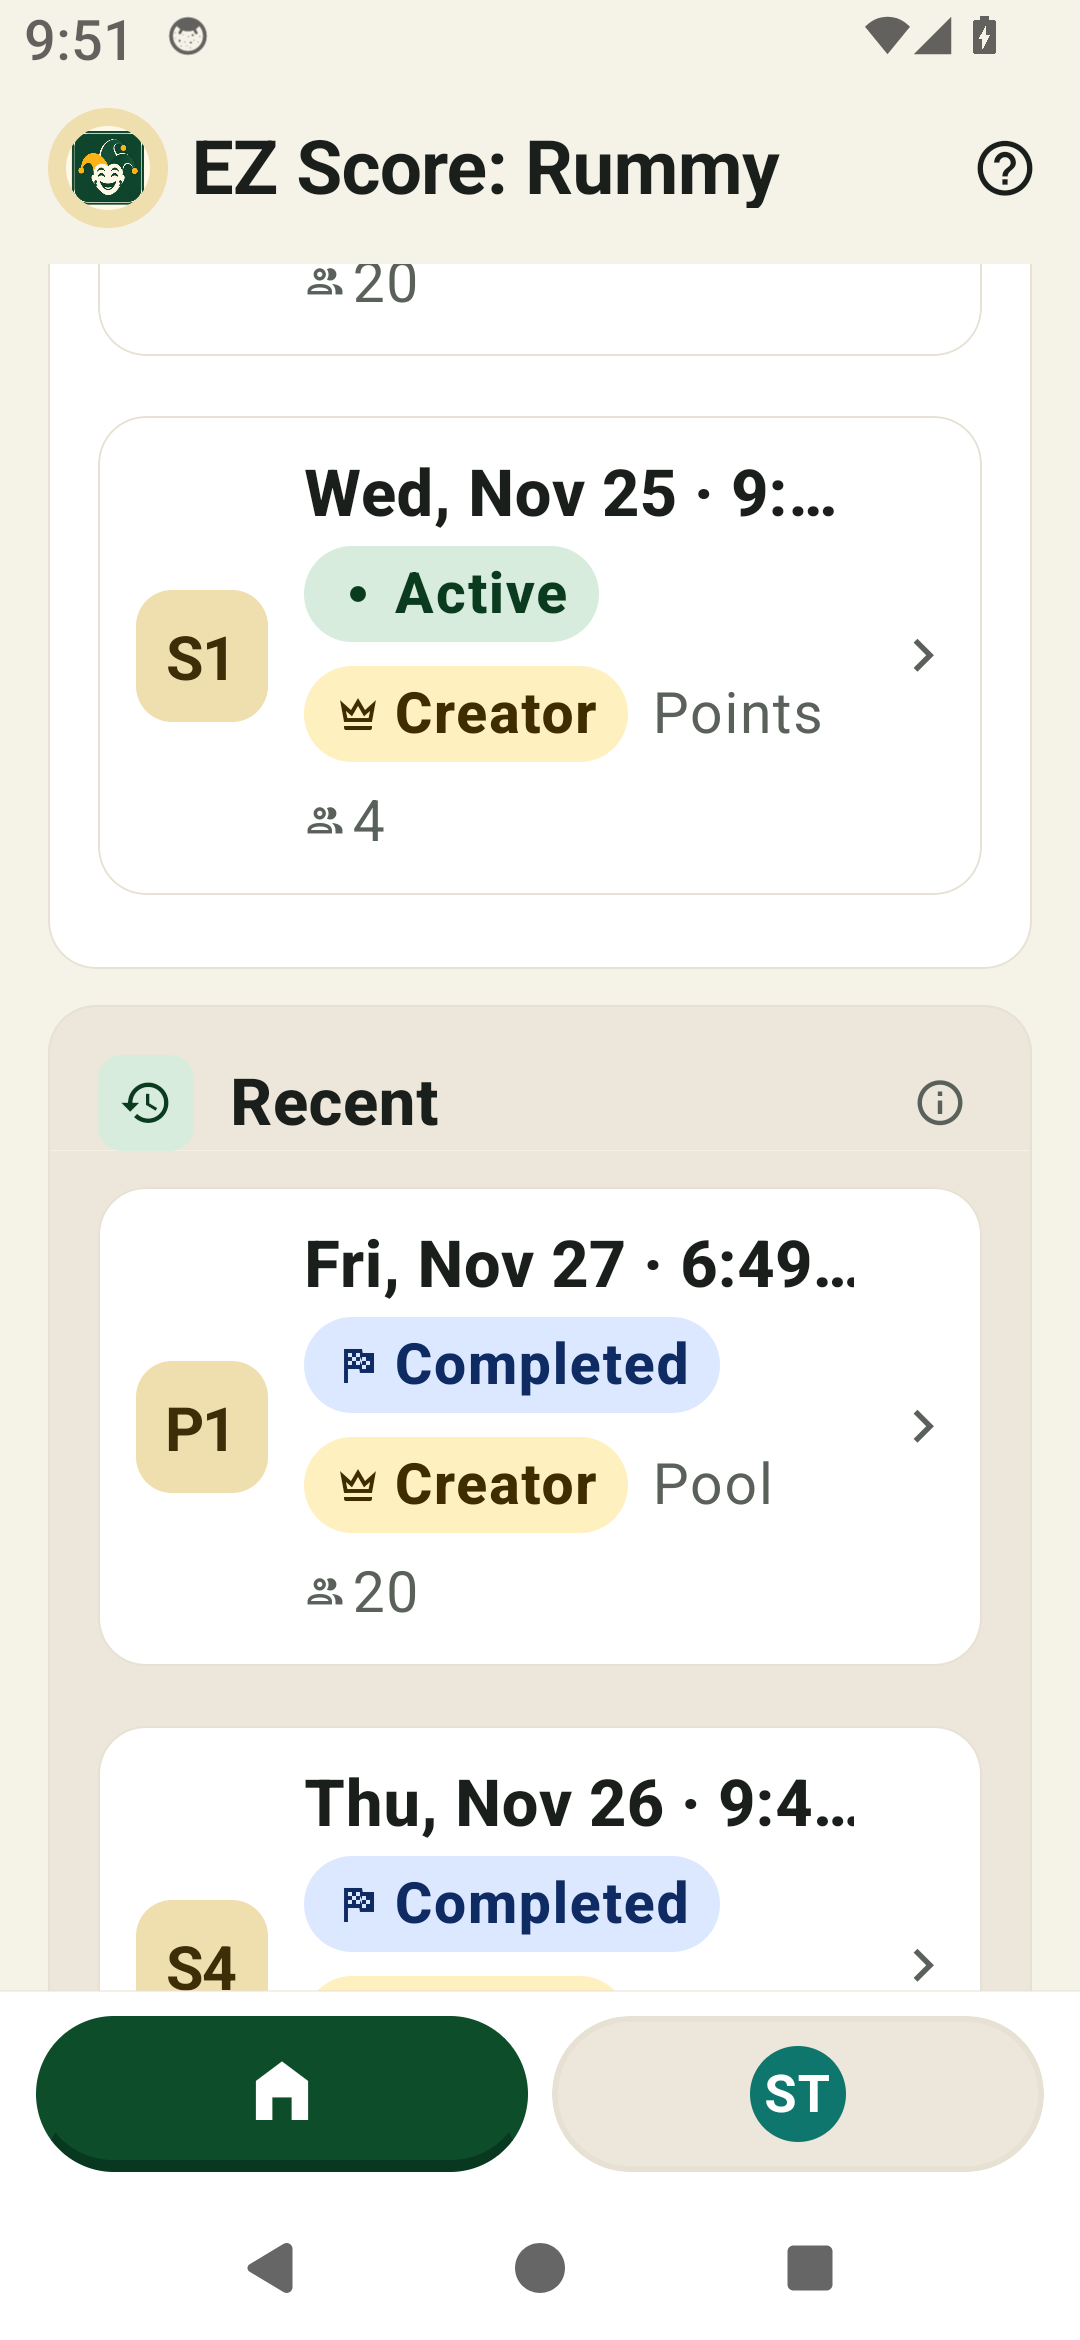 9:51
EZ Score: Rummy
20
Wed, Nov 25 · 9:…
• Active
S1
Creator Points
4
Recent
Fri, Nov 27 · 6:49…
Completed
P1
Creator Pool
20
Thu, Nov 26 · 9:4…
Completed
S4
ST